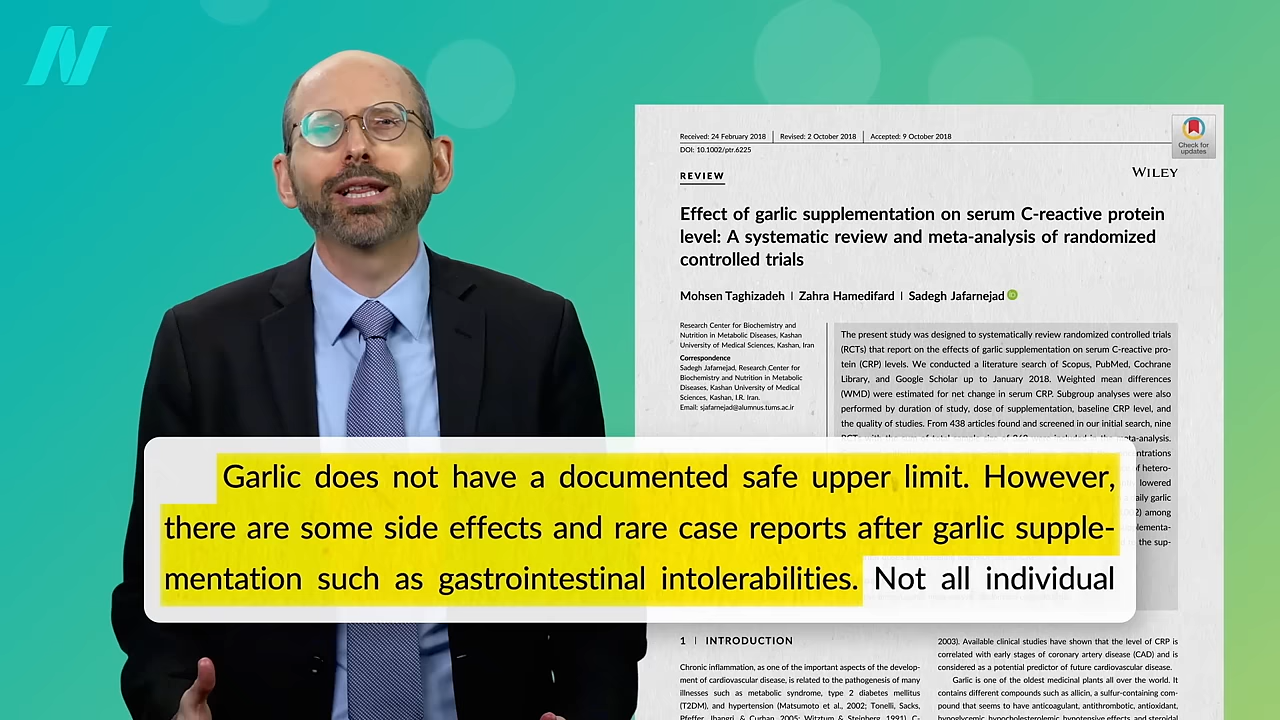 Received: 24 February 2018 | Revised: 2 October 2018 | Accepted: 9 October 2018
DOI: 10.1002/ptr.6225
Check for
updates
REVIEW
WILEY
Effect of garlic supplementation on serum C-reactive protein
level: A systematic review and meta-analysis of randomized
controlled trials
Mohsen Taghizadeh | Zahra Hamedifard | Sadegh Jafarnejad
Research Center for Biochemistry and
Nutrition in Metabolic Diseases, Kashan
University of Medical Sciences, Kashan, Iran
Correspondence
Sadegh Jafarnejad, Research Center for
Biochemistry and Nutrition in Metabolic
Diseases, Kashan University of Medical
Sciences, Kashan, I.R. Iran.
Email: sjafarnejad@alumnus.tums.ac.ir
The present study was designed to systematically review randomized controlled trials
(RCTs) that report on the effects of garlic supplementation on serum C-reactive pro-
tein (CRP) levels. We conducted a literature search of Scopus, PubMed, Cochrane
Library, and Google Scholar up to January 2018. Weighted mean differences
(WMD) were estimated for net change in serum CRP. Subgroup analyses were also
performed by duration of study, dose of supplementation, baseline CRP level, and
the quality of studies. From 438 articles found and screened in our initial search, nine
meta-analysis.
of hetero-
lowered
garlic
among
the sup-
Garlic does not have a documented safe upper limit. However,
there are some side effects and rare case reports after garlic supple-
mentation such as gastrointestinal intolerabilities. Not all individual
1 | INTRODUCTION
Chronic inflammation, as one of the important aspects of the develop-
ment of cardiovascular disease, is related to the pathogenesis of many
illnesses such as metabolic syndrome, type 2 diabetes mellitus
(T2DM), and hypertension (Matsumoto et al., 2002; Tonelli, Sacks,
2003). Available clinical studies have shown that the level of CRP is
correlated with early stages of coronary artery disease (CAD) and is
considered as a potential predictor of future cardiovascular disease.
Garlic is one of the oldest medicinal plants all over the world. It
contains different compounds such as allicin, a sulfur-containing com-
pound that seem to have anticoagulant, antithrombotic, antioxidant,